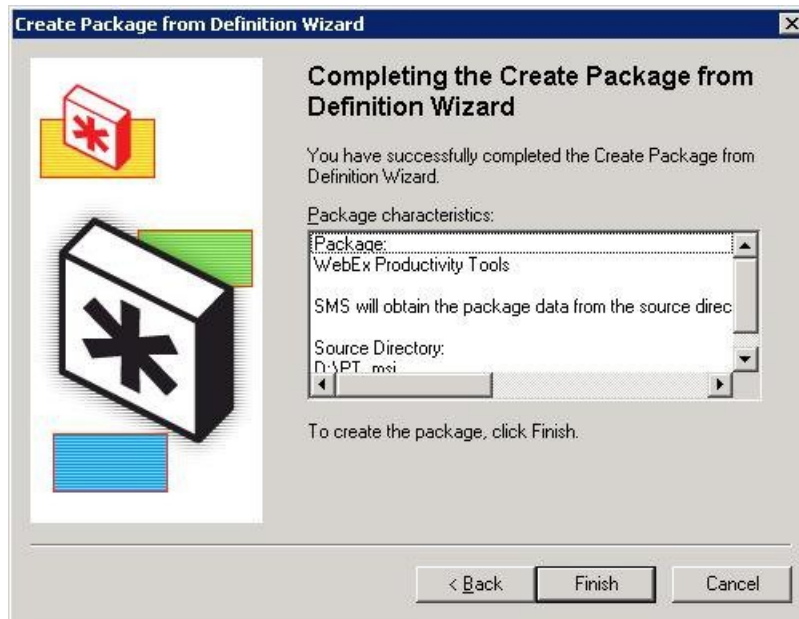 Create Package from Definition Wizard
Completing the Create Package from
Definition Wizard
You have successfully completed the Create Package from
Definition Wizard.
Package characteristics:
Package:
WebEx Productivity Tools
SMS will obtain the package data from the source direc
Source Directory:
D:\PT_msi
To create the package, click Finish.
< Back
Finish
Cancel